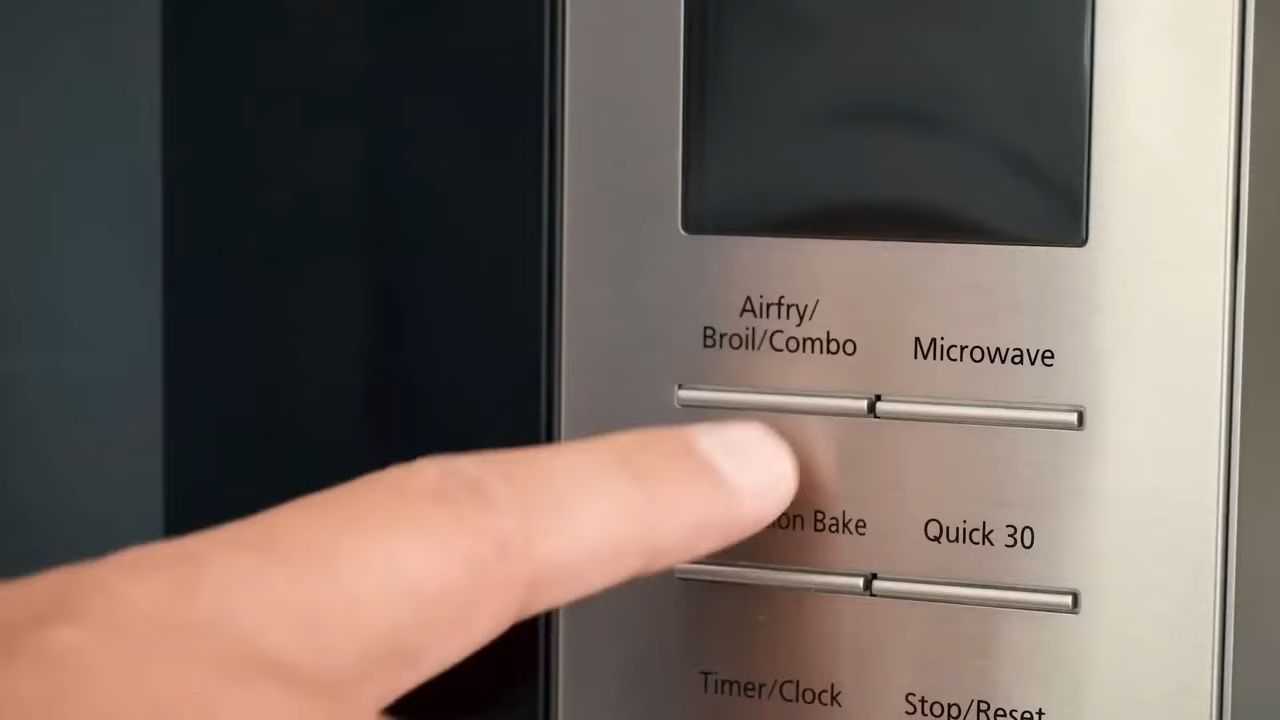 Airfry/
Broil/Combo
Microwave
Bake
Quick 30
Timer/Clock
Stop/Reset